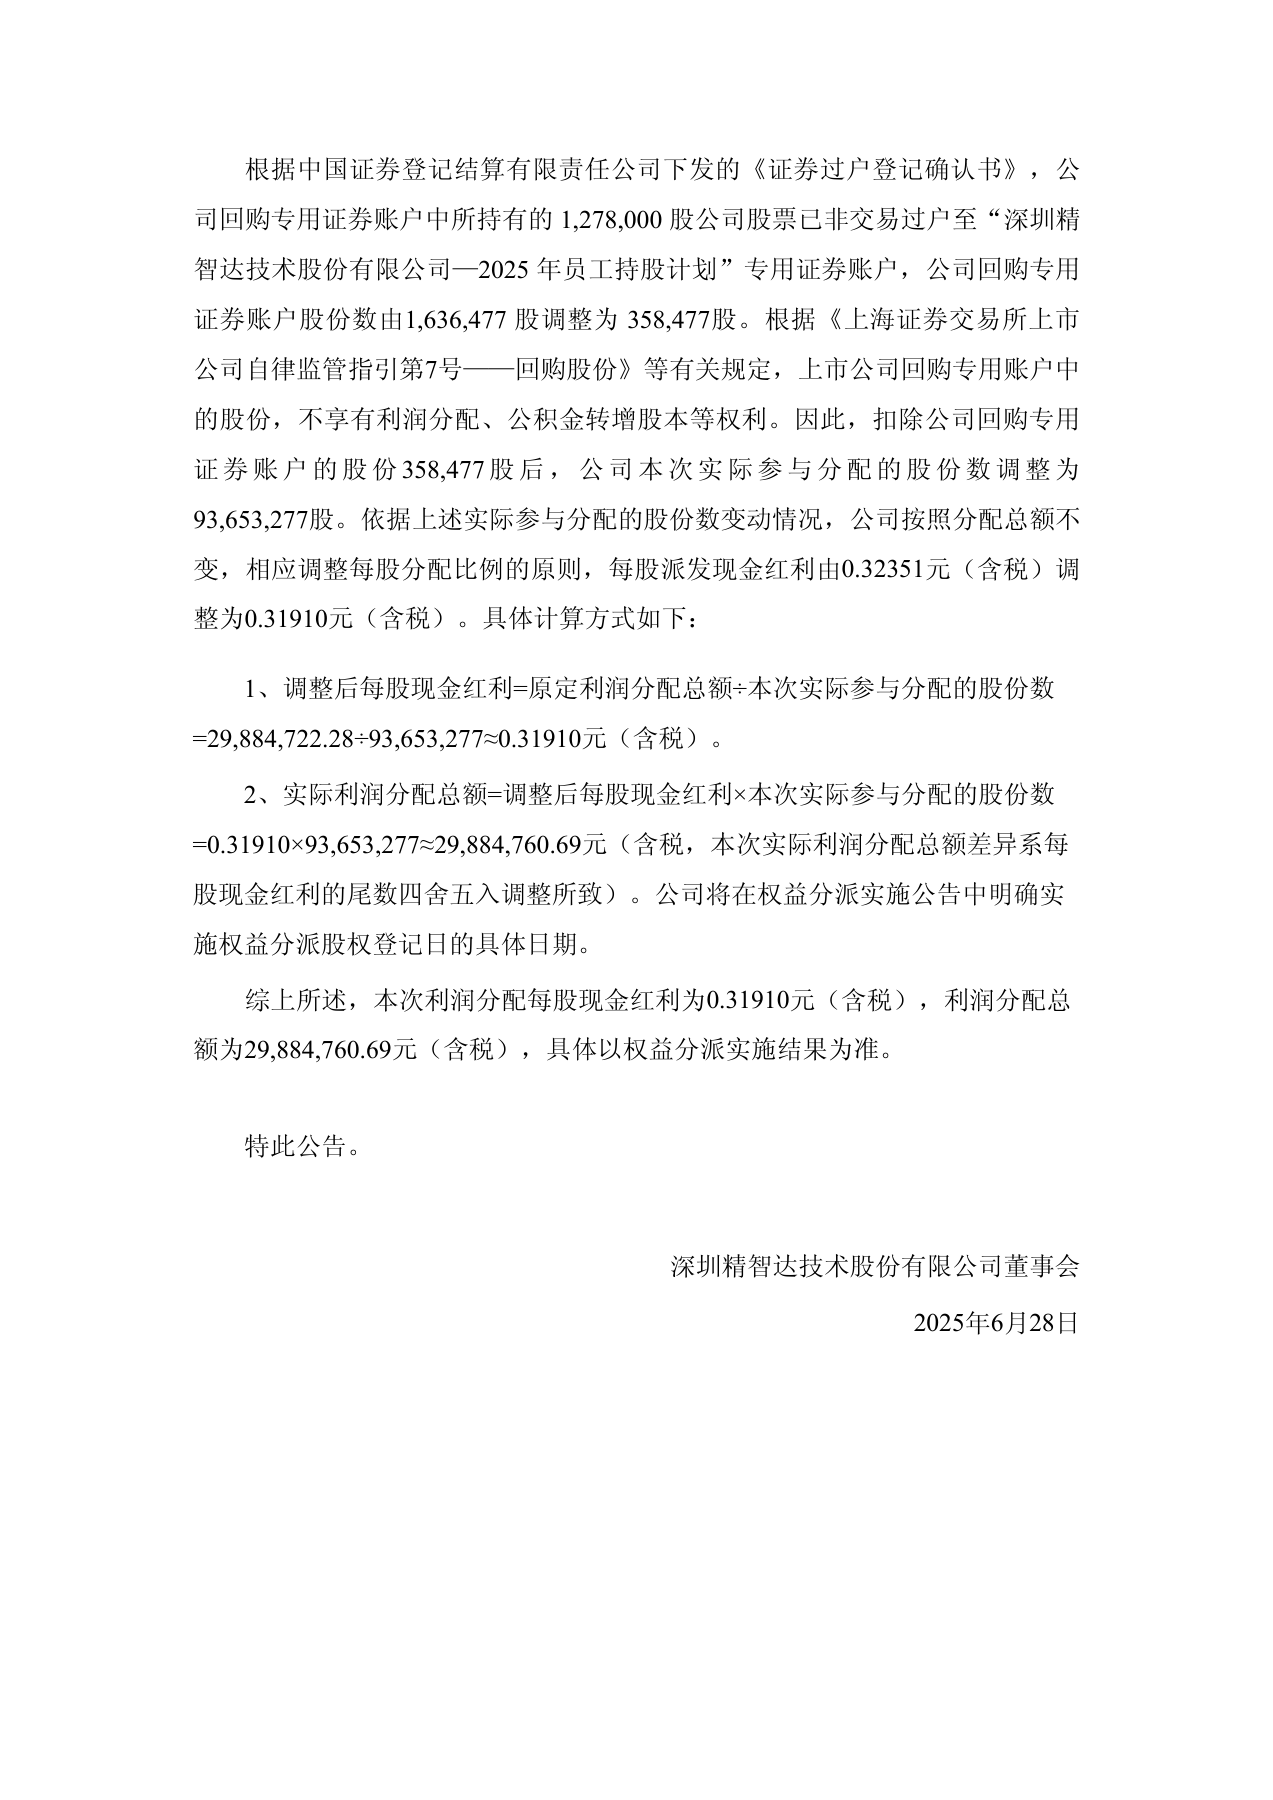 根据中国证券登记结算有限责任公司下发的《证券过户登记确认书》，公
司回购专用证券账户中所持有的 1,278,000 股公司股票已非交易过户至“深圳精
智达技术股份有限公司—2025 年员工持股计划”专用证券账户，公司回购专用
证券账户股份数由1,636,477 股调整为 358,477股。根据《上海证券交易所上市
公司自律监管指引第7号——回购股份》等有关规定，上市公司回购专用账户中
的股份，不享有利润分配、公积金转增股本等权利。因此，扣除公司回购专用
证券账户的股份358,477股后，公司本次实际参与分配的股份数调整为
93,653,277股。依据上述实际参与分配的股份数变动情况，公司按照分配总额不
变，相应调整每股分配比例的原则，每股派发现金红利由0.32351元（含税）调
整为0.31910元（含税）。具体计算方式如下：
1、调整后每股现金红利=原定利润分配总额÷本次实际参与分配的股份数
=29,884,722.28÷93,653,277≈0.31910元（含税）。
2、实际利润分配总额=调整后每股现金红利×本次实际参与分配的股份数
=0.31910×93,653,277≈29,884,760.69元（含税，本次实际利润分配总额差异系每
股现金红利的尾数四舍五入调整所致）。公司将在权益分派实施公告中明确实
施权益分派股权登记日的具体日期。
综上所述，本次利润分配每股现金红利为0.31910元（含税），利润分配总
额为29,884,760.69元（含税），具体以权益分派实施结果为准。
特此公告。
深圳精智达技术股份有限公司董事会
2025年6月28日